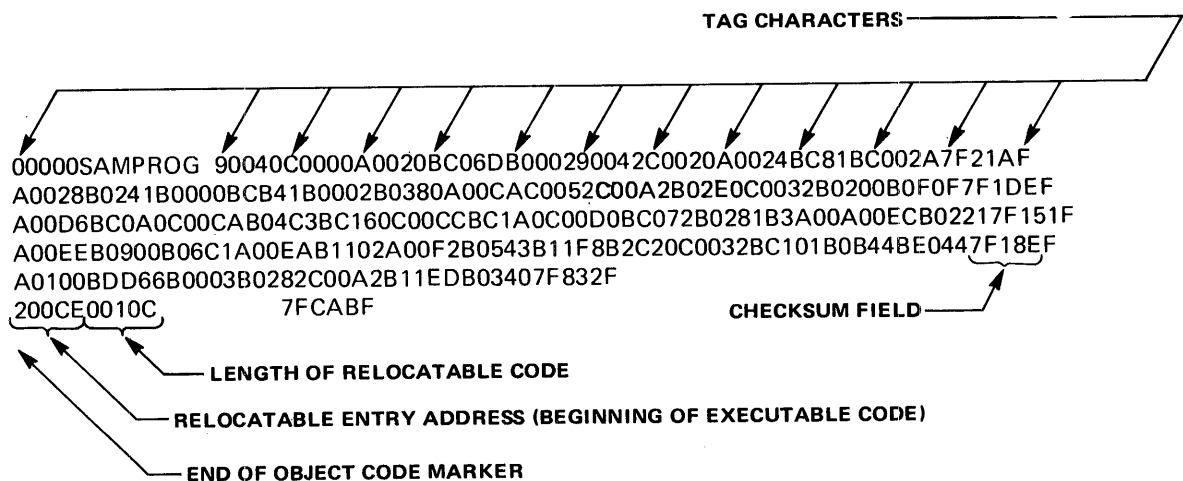 TAG CHARACTERS
00000SAMPROG 90040C0000A0020BC06DB000290042C0020A0024BC81BC002A7F21AF
A0028B0241B0000BCB41B0002B0380A00CAC0052C00A2B02E0C0032B0200B0F0F7F1DEF
A00D6BC0A0C00CAB04C3BC160C00CCBC1A0C00D0BC072B0281B3A00A00ECB02217F151F
A00EEB0900B06C1A00EAB1102A00F2B0543B11F8B2C20C0032BC101B0B44BE0447F18EF
A0100BDD66B0003B0282C00A2B11EDB03407F832F
200CE0010C 7FCABF
CHECKSUM FIELD
LENGTH OF RELOCATABLE CODE
RELOCATABLE ENTRY ADDRESS (BEGINNING OF EXECUTABLE CODE)
END OF OBJECT CODE MARKER